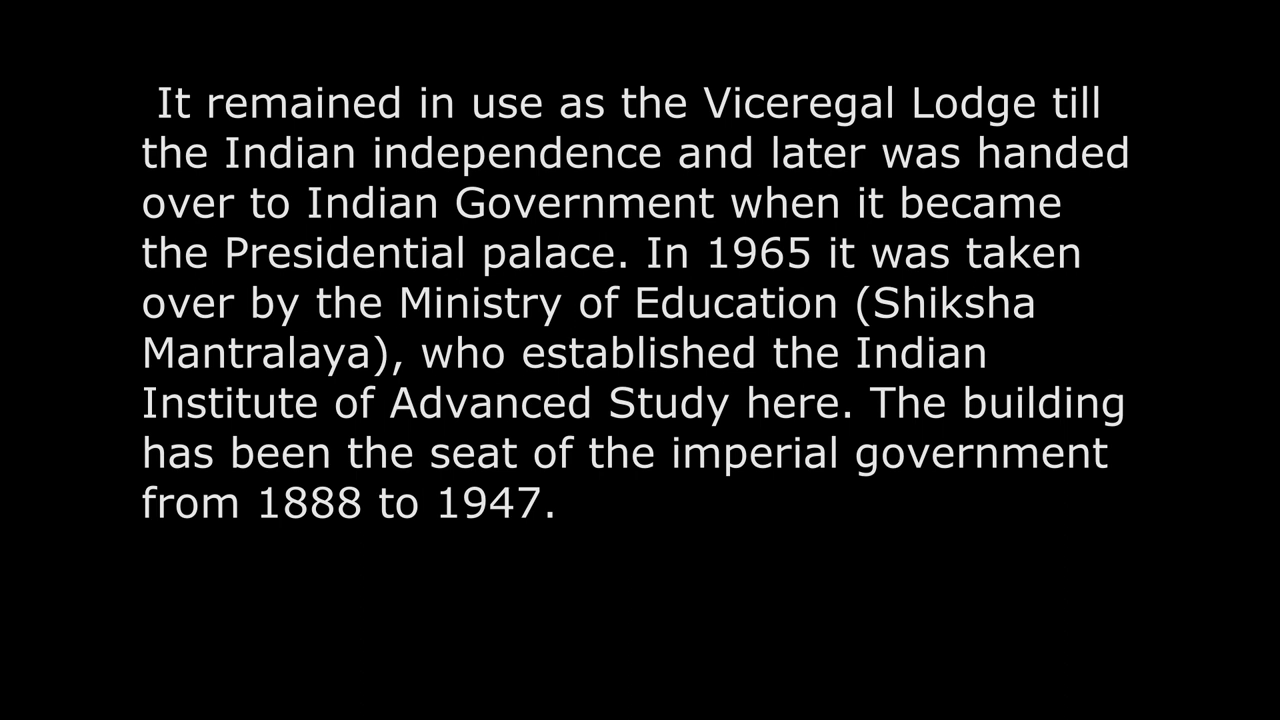 It remained in use as the Viceregal Lodge till
the Indian independence and later was handed
over to Indian Government when it became
the Presidential palace. In 1965 it was taken
over by the Ministry of Education (Shiksha
Mantralaya), who established the Indian
Institute of Advanced Study here. The building
has been the seat of the imperial government
from 1888 to 1947.